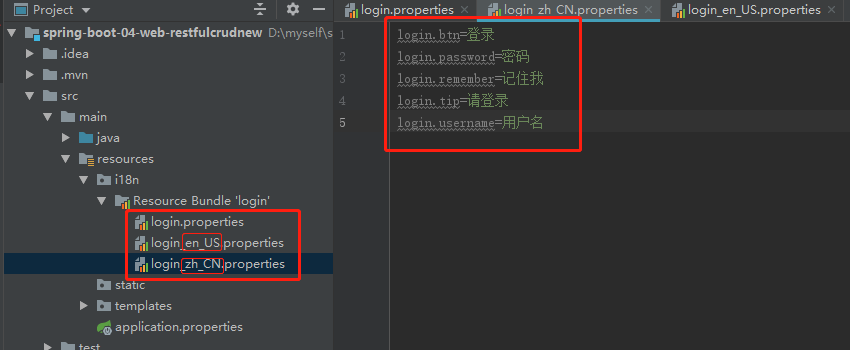 Project
spring-boot-04-web-restfulcrudnew D:\myself\s
.idea
.mvn
src
main
java
resources
i18n
Resource Bundle 'login'
login.properties
login_en_US.properties
login_zh_CN.properties
static
templates
application.properties
test
login.properties
login_zh_CN.properties
login_en_US.properties
1 login.btn=登录
2 login.password=密码
3 login.remember=记住我
4 login.tip=请登录
5 login.username=用户名